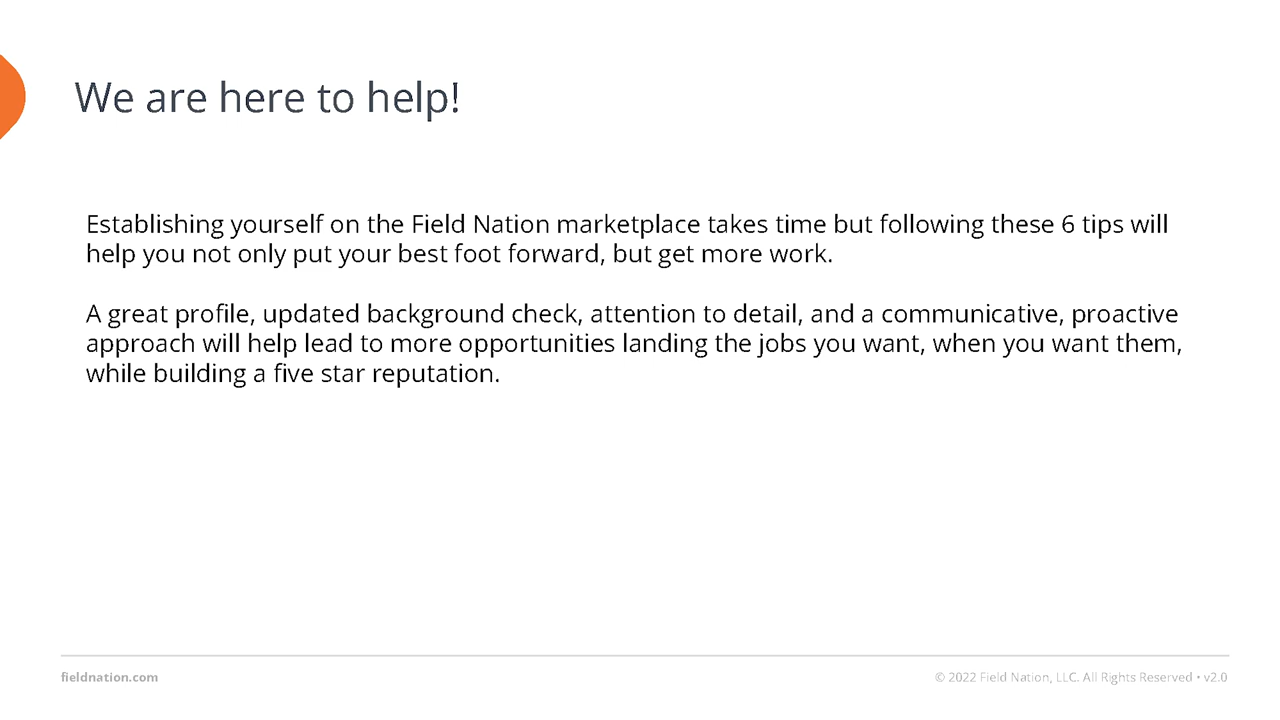 We are here to help!
Establishing yourself on the Field Nation marketplace takes time but following these 6 tips will
help you not only put your best foot forward, but get more work.
A great profile, updated background check, attention to detail, and a communicative, proactive
approach will help lead to more opportunities landing the jobs you want, when you want them,
while building a five star reputation.
fieldnation.com
© 2022 Field Nation, LLC. All Rights Reserved • v2.0